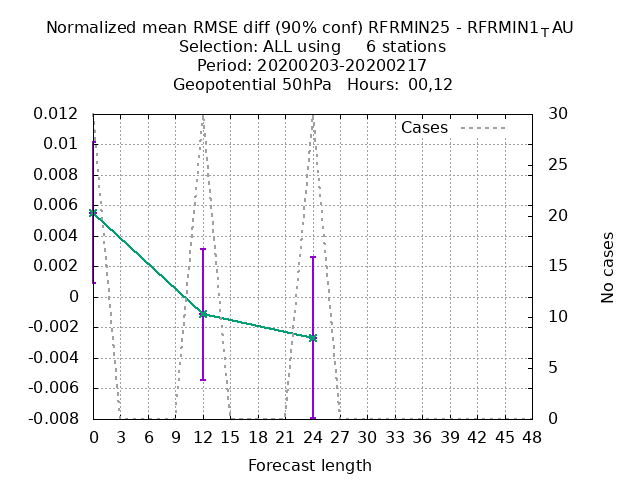 Normalized mean RMSE diff (90% conf) RFRMIN25 - RFRMIN1TAU
Selection: ALL using 6 stations
Period: 20200203-20200217
Geopotential 50hPa Hours: 00,12
Cases
0.012
0.01
0.008
0.006
0.004
0.002
0
-0.002
-0.004
-0.006
-0.008
30
25
20
15
10
5
0
No cases
0 3 6 9 12 15 18 21 24 27 30 33 36 39 42 45 48
Forecast length